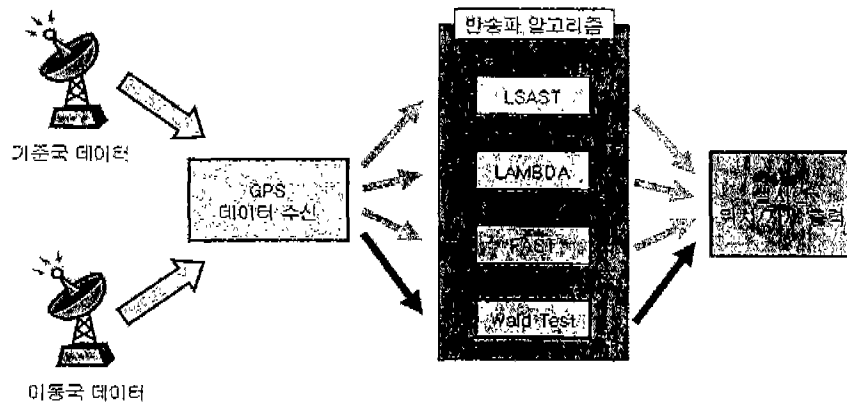 기준국 데이터
이동국 데이터
GPS
데이터 수신
반송파 알고리즘
LSAST
LAMBDA
FAST
Wald Test